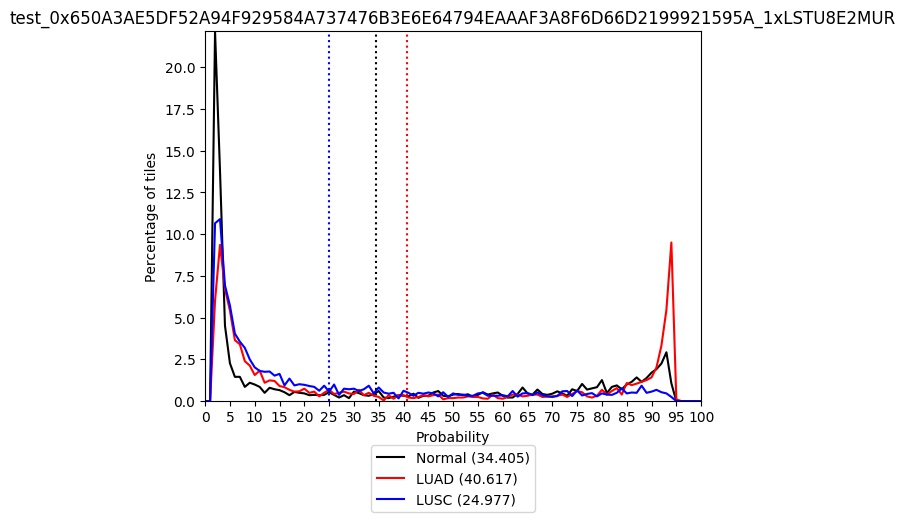 test_0x650A3AE5DF52A94F929584A737476B3E6E64794EAAAF3A8F6D66D2199921595A_1xLSTU8E2MUR
20.0
17.5
15.0
12.5
10.0
7.5
5.0
2.5
0.0
Percentage of tiles
0 5 10 15 20 25 30 35 40 45 50 55 60 65 70 75 80 85 90 95 100
Probability
Normal (34.405)
LUAD (40.617)
LUSC (24.977)